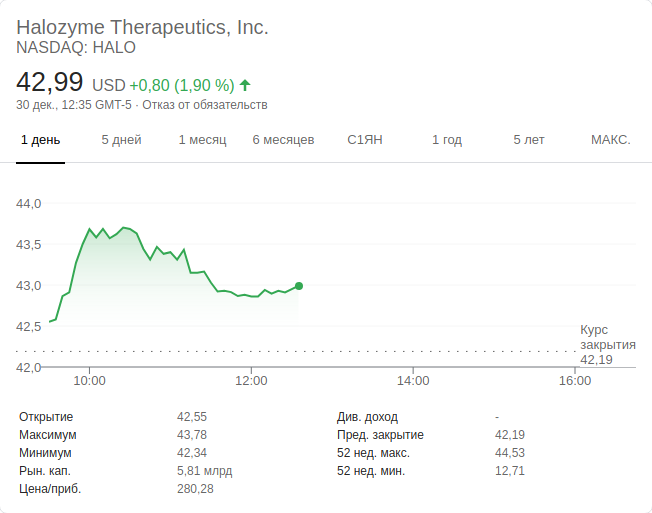 Halozyme Therapeutics, Inc.
NASDAQ: HALO
42,99 USD +0,80 (1,90 %)
30 дек., 12:35 GMT-5 · Отказ от обязательств
1 день 5 дней 1 месяц 6 месяцев С1ЯН 1 год 5 лет МАКС.
44,0
43,5
43,0
42,5
42,0
Курс
закрытия
42,19
10:00 12:00 14:00 16:00
Открытие 42,55 Див. доход -
Максимум 43,78 Пред. закрытие 42,19
Минимум 42,34 52 нед. макс. 44,53
Рын. кап. 5,81 млрд 52 нед. мин. 12,71
Цена/приб. 280,28